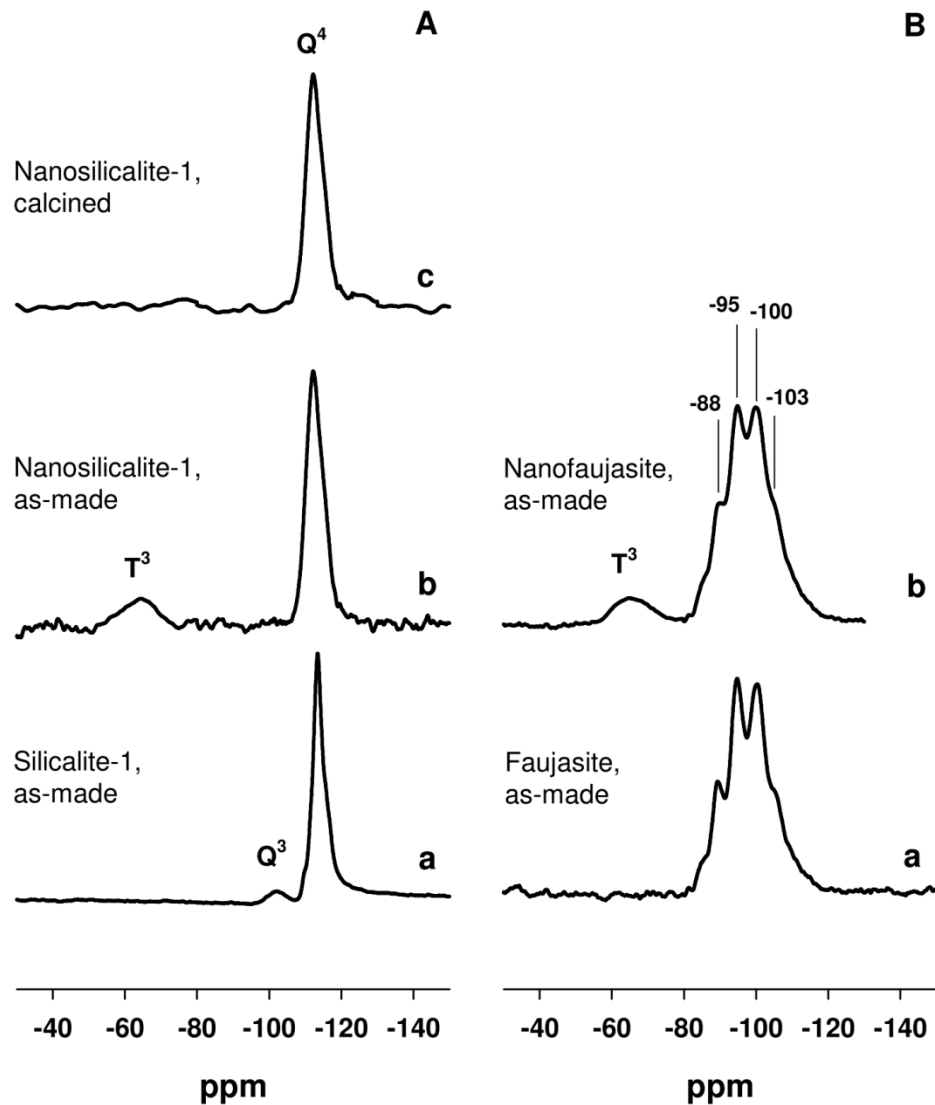 A
Q⁴
Nanosilicalite-1,
calcined
c
Nanosilicalite-1,
as-made
T³
b
Silicalite-1,
as-made
Q³
a
-40 -60 -80 -100 -120 -140
ppm
B
-95 -100
-88 -103
Nanofaujasite,
as-made
T³
b
Faujasite,
as-made
a
-40 -60 -80 -100 -120 -140
ppm